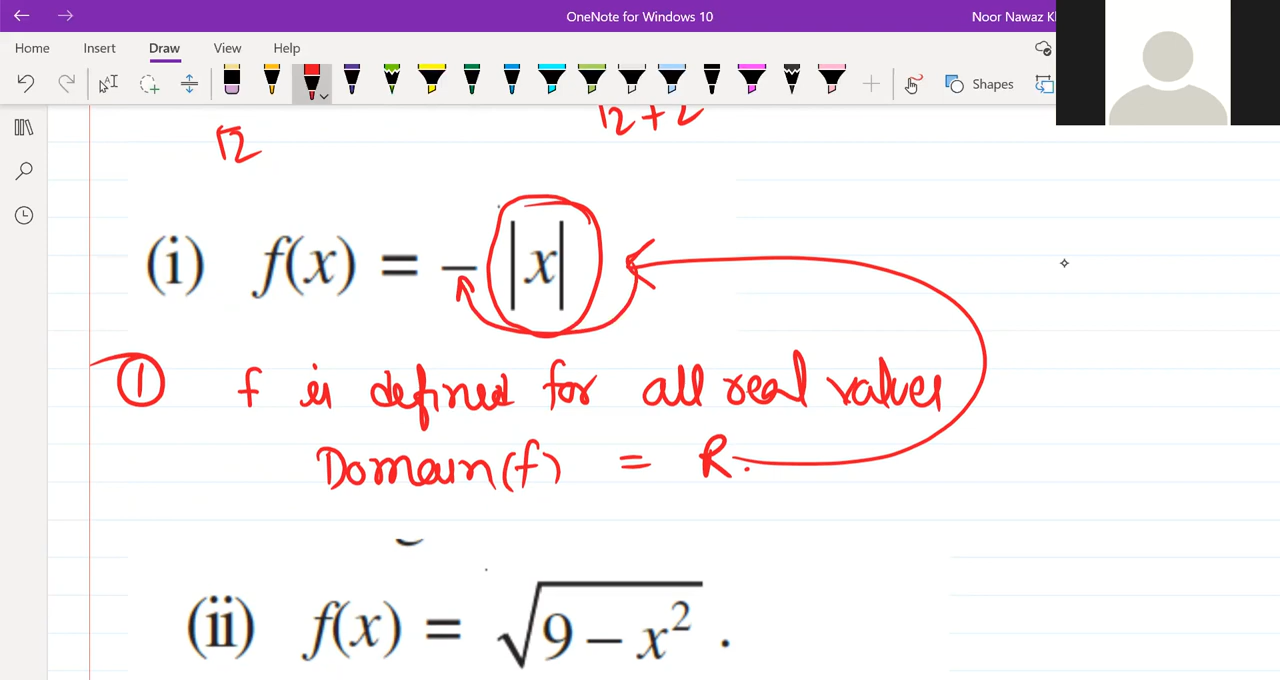 OneNote for Windows 10
Noor Nawaz
Home Insert Draw View Help
Shapes
12 12 + 2
(i) f(x) = − |x|
① f is defined for all real values
Domain(f) = R.
(ii) f(x) = √9 − x² .